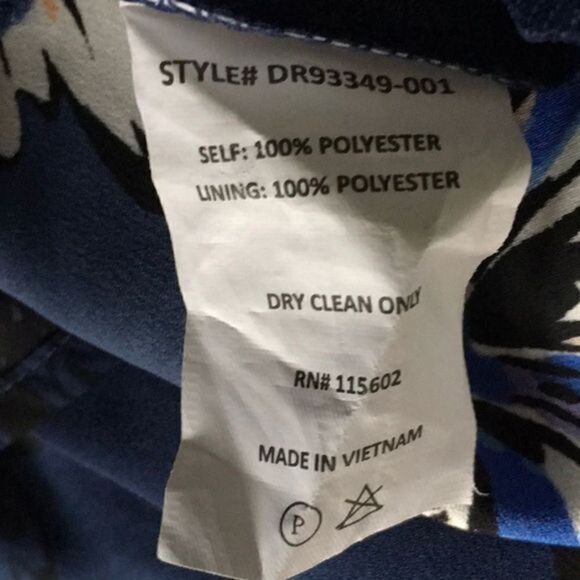 STYLE# DR93349-001
SELF: 100% POLYESTER
LINING: 100% POLYESTER
DRY CLEAN ONLY
RN# 115602
MADE IN VIETNAM
P